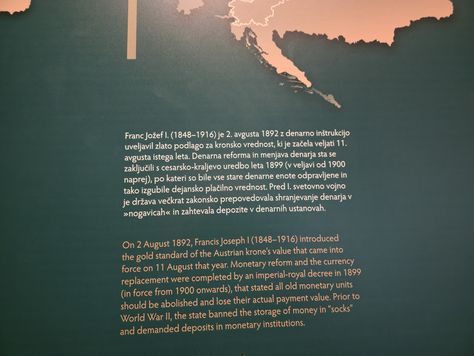 Franc Jožef I. (1848–1916) je 2. avgusta 1892 z denarno inštrukcijo
uveljavil zlato podlago za kronsko vrednost, ki je začela veljati 11.
avgusta istega leta. Denarna reforma in menjava denarja sta se
zaključili s cesarsko-kraljevo uredbo leta 1899 (v veljavi od 1900
naprej), po kateri so bile vse stare denarne enote odpravljene in
tako izgubile dejansko plačilno vrednost. Pred I. svetovno vojno
je država večkrat zakonsko prepovedovala shranjevanje denarja v
»nogavicah« in zahtevala depozite v denarnih ustanovah.
On 2 August 1892, Francis Joseph I (1848–1916) introduced
the gold standard of the Austrian krone's value that came into
force on 11 August that year. Monetary reform and the currency
replacement were completed by an imperial-royal decree in 1899
(in force from 1900 onwards), that stated all old monetary units
should be abolished and lose their actual payment value. Prior to
World War II, the state banned the storage of money in "socks"
and demanded deposits in monetary institutions.